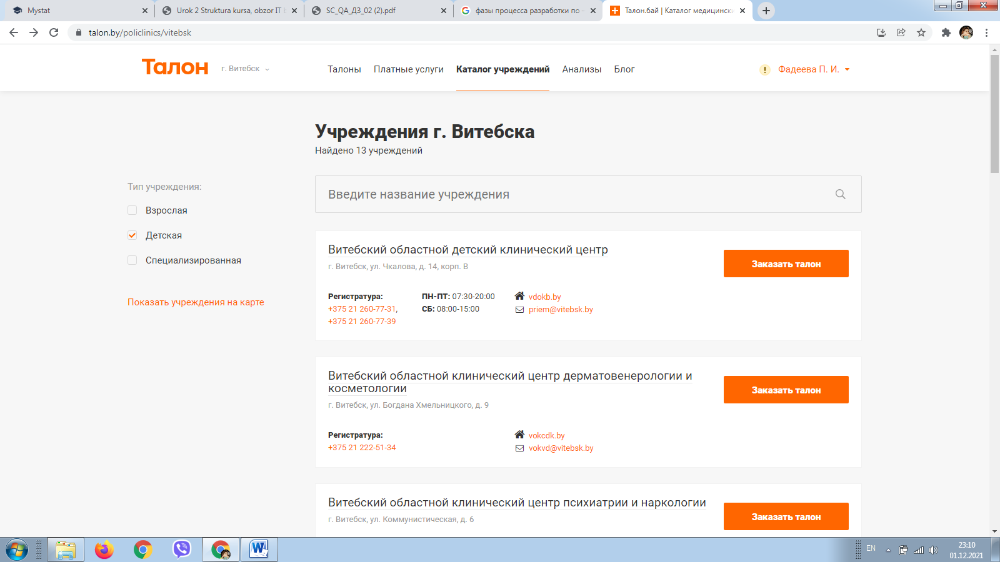 Mystat
Urok 2 Struktura kursa, obzor IT
SC_QA_ДЗ_02 (2).pdf
фазы процесса разработки по –
Талон.бай | Каталог медицинск
talon.by/policlinics/vitebsk
Талон
г. Витебск
Талоны
Платные услуги
Каталог учреждений
Анализы
Блог
!
Фадеева П. И.
Учреждения г. Витебска
Найдено 13 учреждений
Тип учреждения:
Взрослая
Детская
Специализированная
Показать учреждения на карте
Введите название учреждения
Витебский областной детский клинический центр
г. Витебск, ул. Чкалова, д. 14, корп. В
Заказать талон
Регистратура:
+375 21 260-77-31,
+375 21 260-77-39
ПН-ПТ: 07:30-20:00
СБ: 08:00-15:00
vdokb.by
priem@vitebsk.by
Витебский областной клинический центр дерматовенерологии и
косметологии
г. Витебск, ул. Богдана Хмельницкого, д. 9
Заказать талон
Регистратура:
+375 21 222-51-34
vokcdk.by
vokvd@vitebsk.by
Витебский областной клинический центр психиатрии и наркологии
г. Витебск, ул. Коммунистическая, д. 6
Заказать талон
EN
23:10
01.12.2021